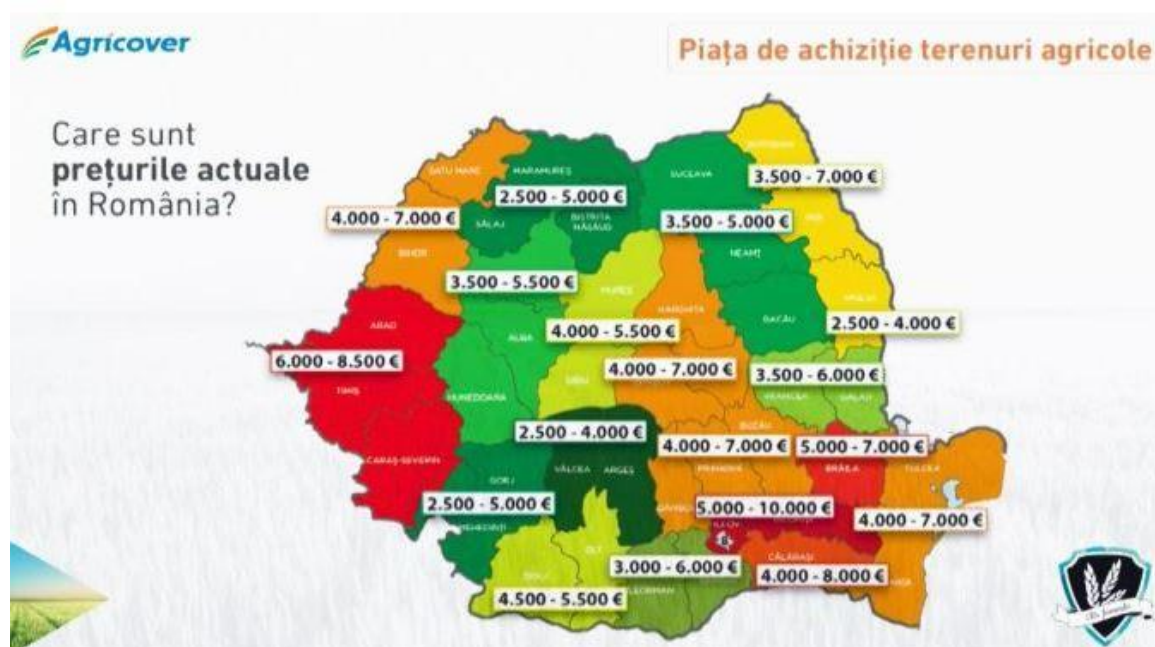 Agricover
Piața de achiziție terenuri agricole
Care sunt
prețurile actuale
în România?
SATU MARE
MARAMUREȘ
SUCEAVA
3.500 - 7.000 €
2.500 - 5.000 €
4.000 - 7.000 €
SĂLAJ
BISTRIȚA
NĂSĂUD
3.500 - 5.000 €
BIHOR
NEAMȚ
3.500 - 5.500 €
MUREȘ
HARGHITA
ARAD
ALBA
4.000 - 5.500 €
BACĂU
2.500 - 4.000 €
6.000 - 8.500 €
4.000 - 7.000 €
3.500 - 6.000 €
TIMIȘ
SIBIU
HUNEDOARA
VRANCEA
GALAȚI
BUZĂU
2.500 - 4.000 €
4.000 - 7.000 €
5.000 - 7.000 €
CARAȘ-SEVERIN
GORJ
VÂLCEA
ARGEȘ
PRAHOVA
BRĂILA
TULCEA
2.500 - 5.000 €
5.000 - 10.000 €
4.000 - 7.000 €
MEHEDINȚI
OLT
B
CĂLĂRAȘI
3.000 - 6.000 €
4.000 - 8.000 €
DOLJ
4.500 - 5.500 €